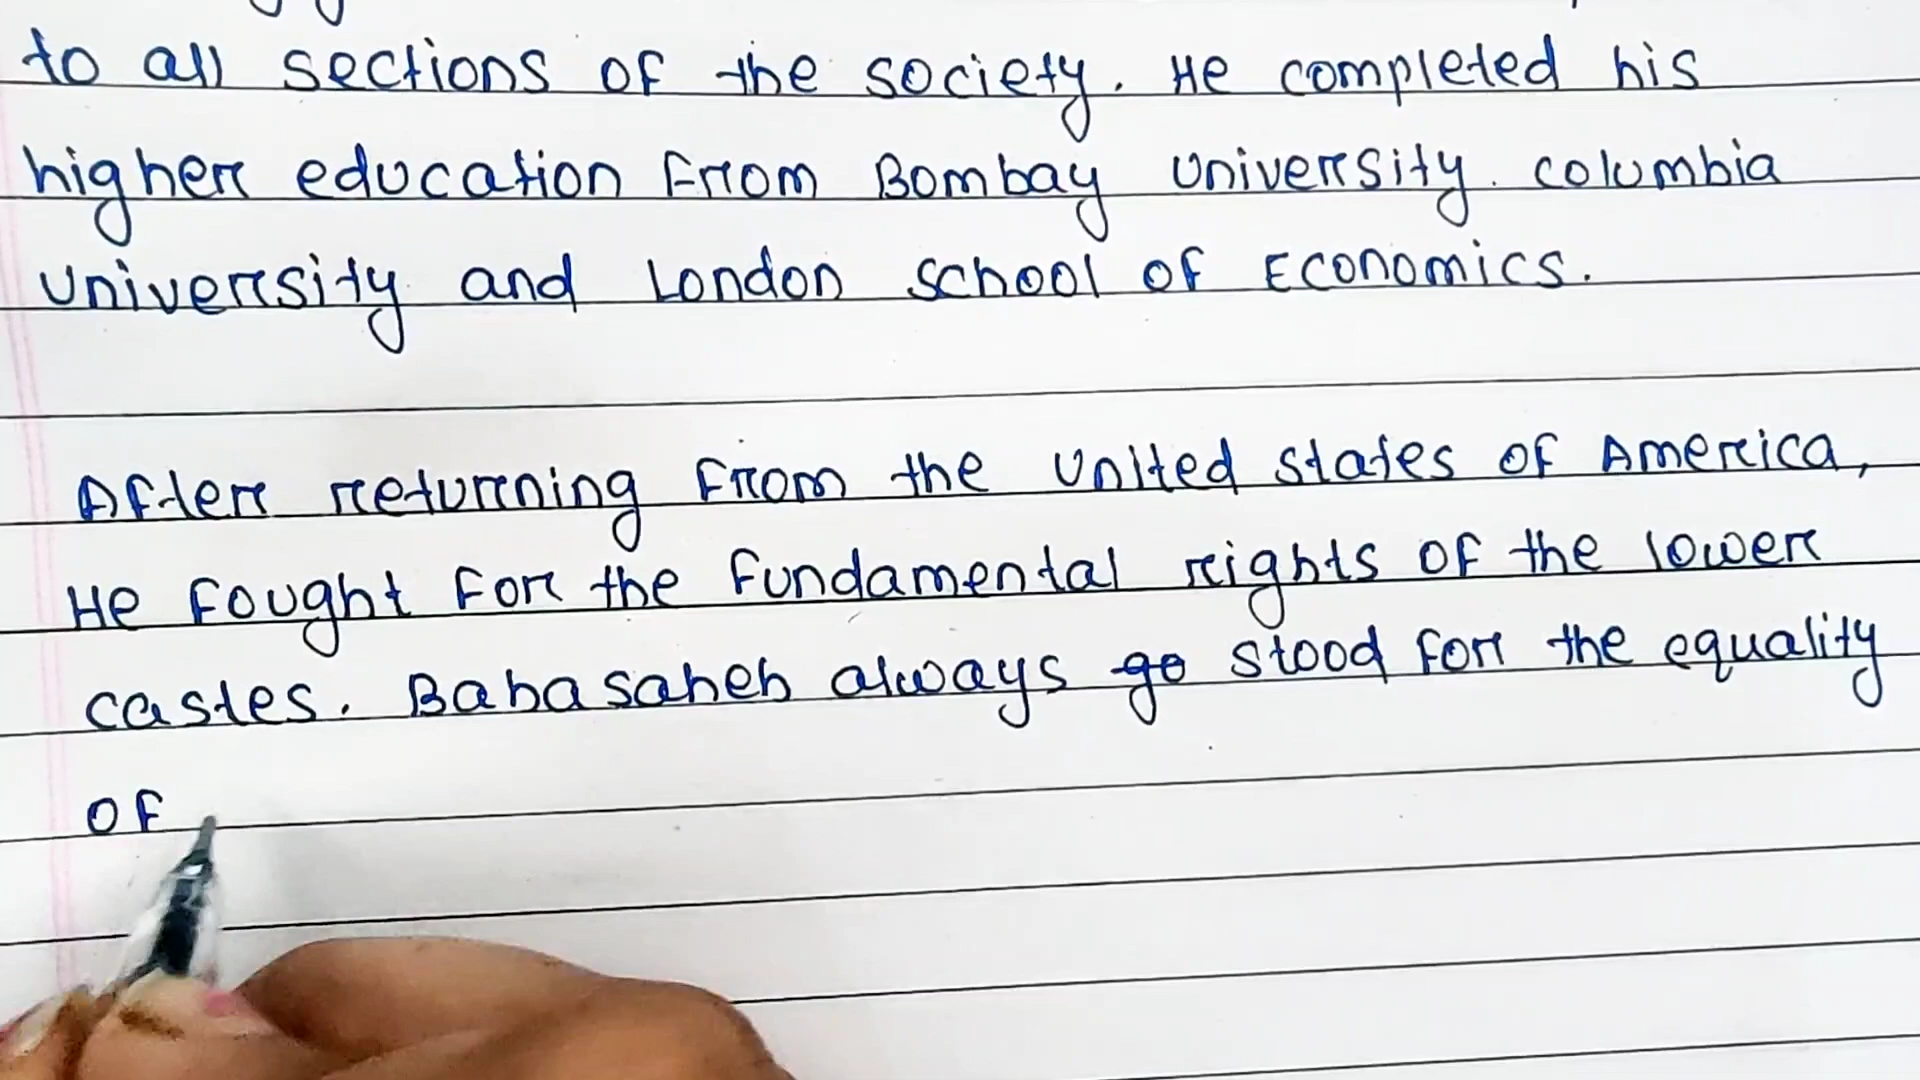 to all sections of the society. He completed his
higher education from Bombay University. columbia
University and London School of Economics.
After returning from the United States of America,
He fought for the fundamental rights of the lower
castes. Babasaheb always go stood for the equality
of